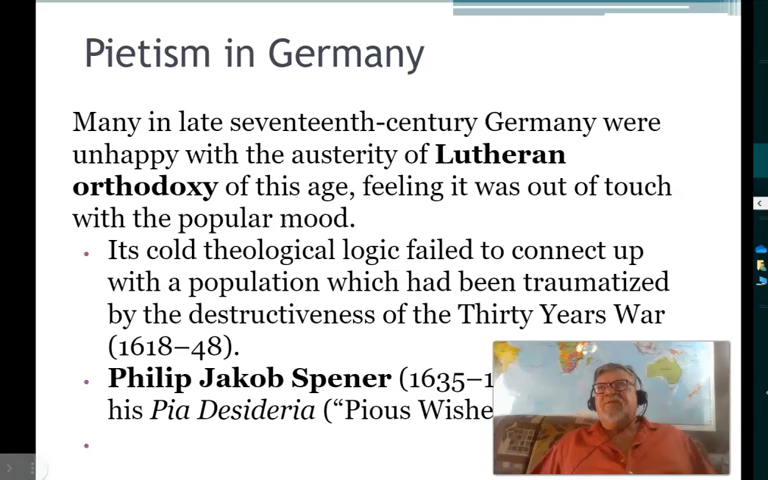 Pietism in Germany
Many in late seventeenth-century Germany were
unhappy with the austerity of Lutheran
orthodoxy of this age, feeling it was out of touch
with the popular mood.
• Its cold theological logic failed to connect up
with a population which had been traumatized
by the destructiveness of the Thirty Years War
(1618–48).
• Philip Jakob Spener (1635–1
his Pia Desideria (“Pious Wishe
•